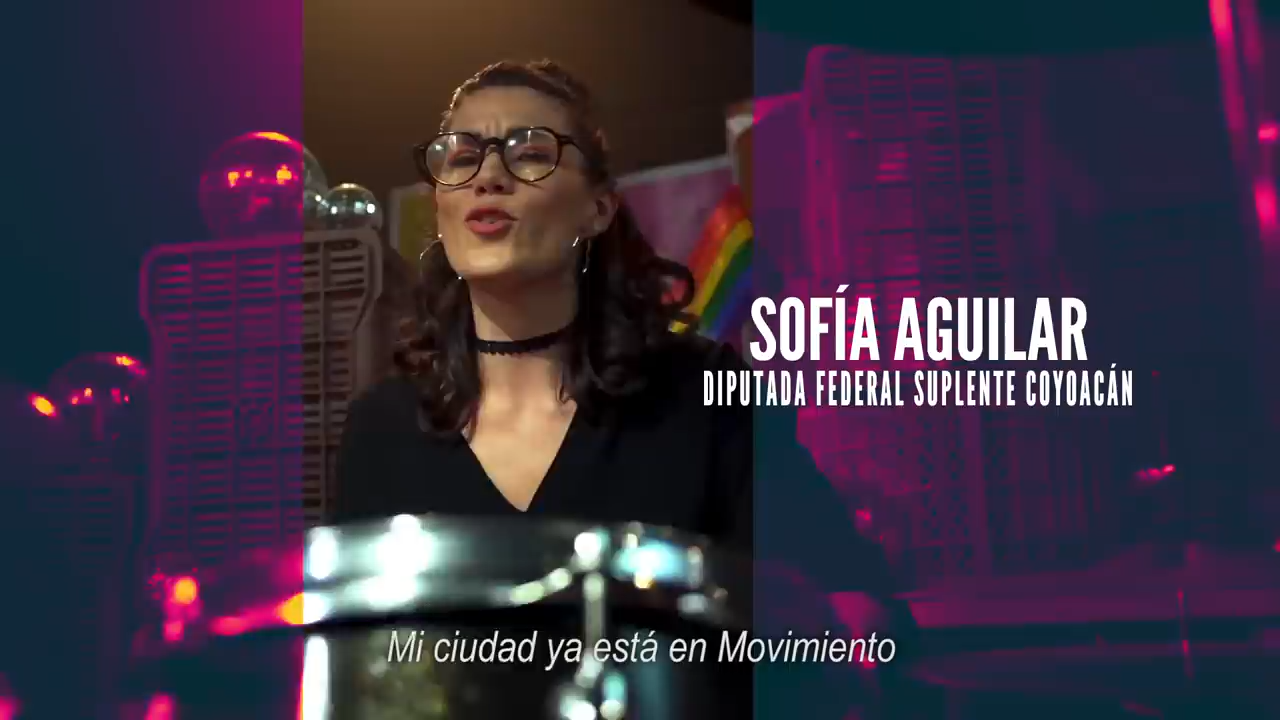 SOFÍA AGUILAR
DIPUTADA FEDERAL SUPLENTE COYOACÁN
Mi ciudad ya está en Movimiento